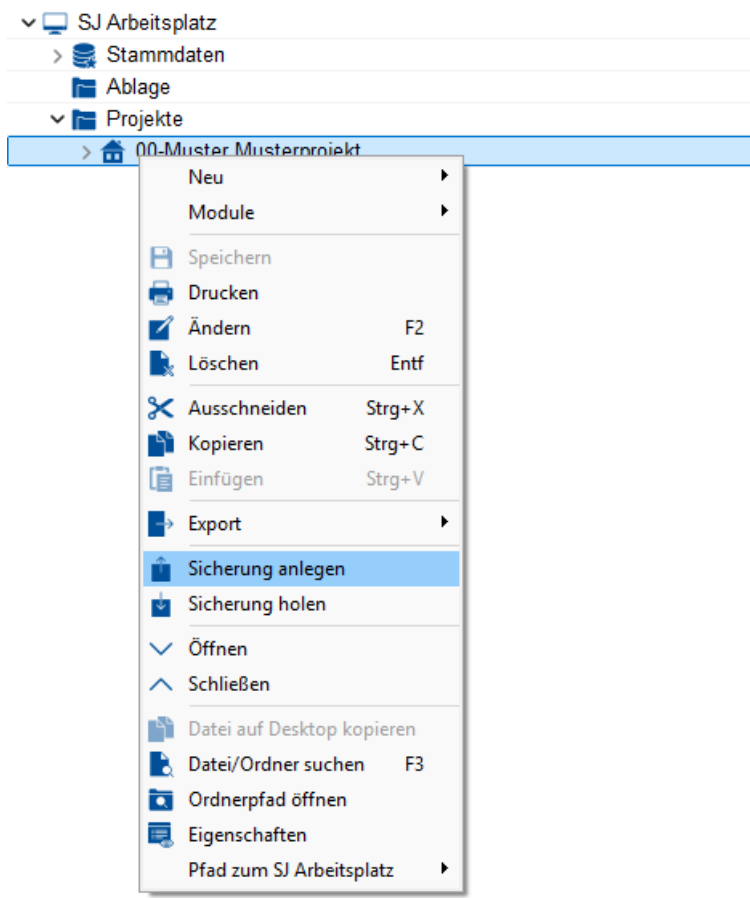 SJ Arbeitsplatz
Stammdaten
Ablage
Projekte
00-Muster Musterprojekt
Neu
Module
Speichern
Drucken
Ändern F2
Löschen Entf
Ausschneiden Strg+X
Kopieren Strg+C
Einfügen Strg+V
Export
Sicherung anlegen
Sicherung holen
Öffnen
Schließen
Datei auf Desktop kopieren
Datei/Ordner suchen F3
Ordnerpfad öffnen
Eigenschaften
Pfad zum SJ Arbeitsplatz